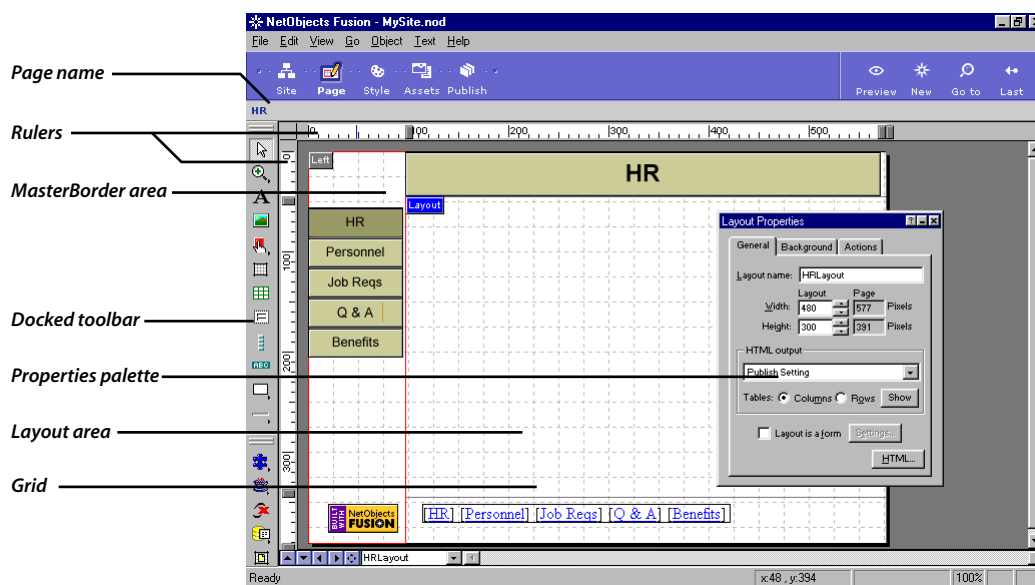 NetObjects Fusion - MySite.nod
File Edit View Go Object Text Help
Site Page Style Assets Publish
Preview New Go to Last
Page name
HR
Rulers
0 100 200 300 400 500
0
100
200
300
Left
HR
MasterBorder area
Layout
HR
Personnel
Job Reqs
Q & A
Benefits
A
ABC
Docked toolbar
Properties palette
Layout area
Grid
Layout Properties
General Background Actions
Layout name: HRLayout
Layout Page
Width: 480 577 Pixels
Height: 300 391 Pixels
HTML output
Publish Setting
Tables: Columns Rows Show
Layout is a form Settings...
HTML...
BUILT WITH NetObjects FUSION
[HR] [Personnel] [Job Reqs] [Q & A] [Benefits]
HRLayout
Ready x:48 , y:394 100%